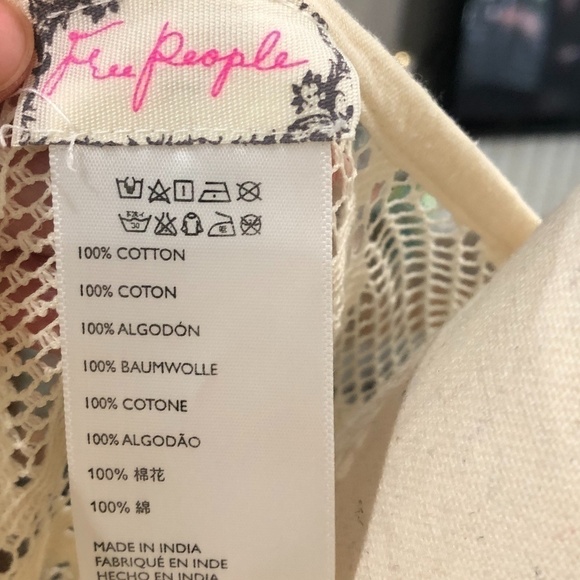 Free People
100% COTTON
100% COTON
100% ALGODÓN
100% BAUMWOLLE
100% COTONE
100% ALGODÃO
100% 棉花
100% 綿
MADE IN INDIA
FABRIQUÉ EN INDE
HECHO EN INDIA